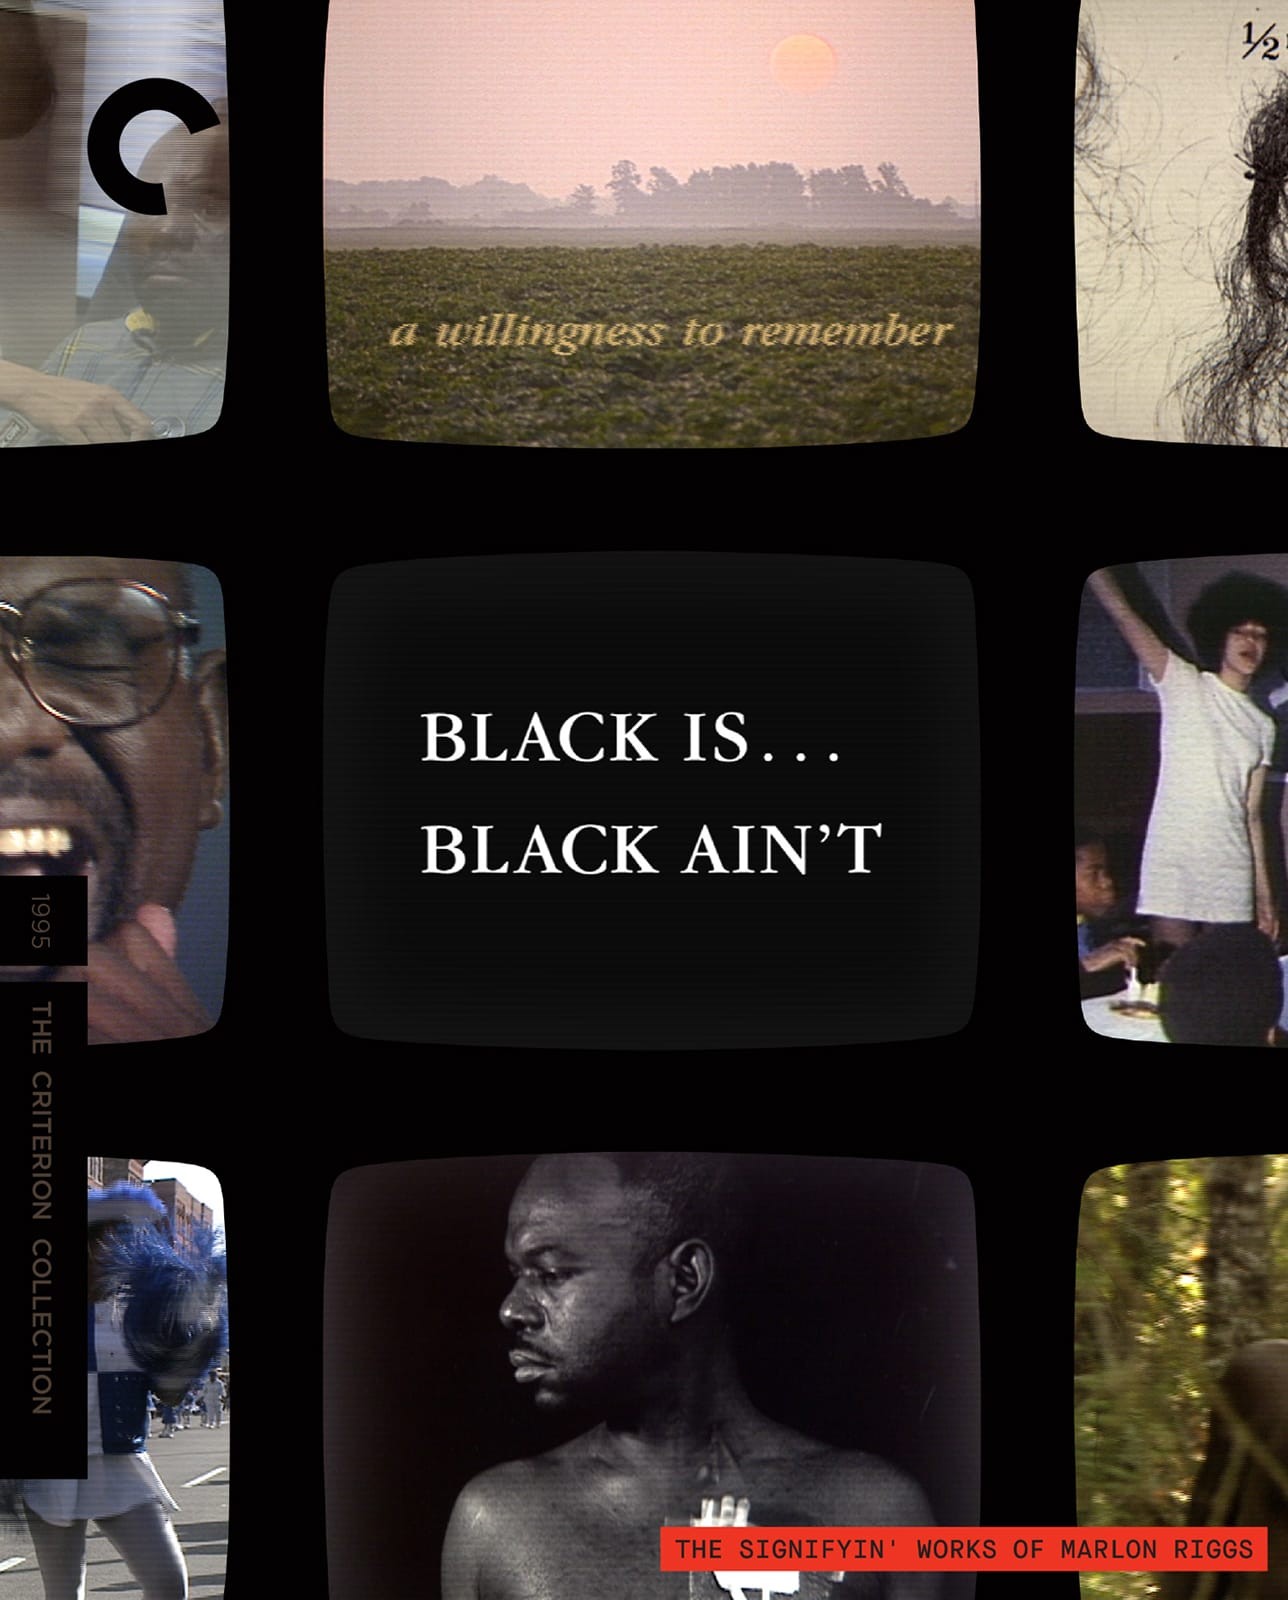 ½
a willingness to remember
BLACK IS...
BLACK AIN'T
1995
THE CRITERION COLLECTION
THE SIGNIFYIN' WORKS OF MARLON RIGGS